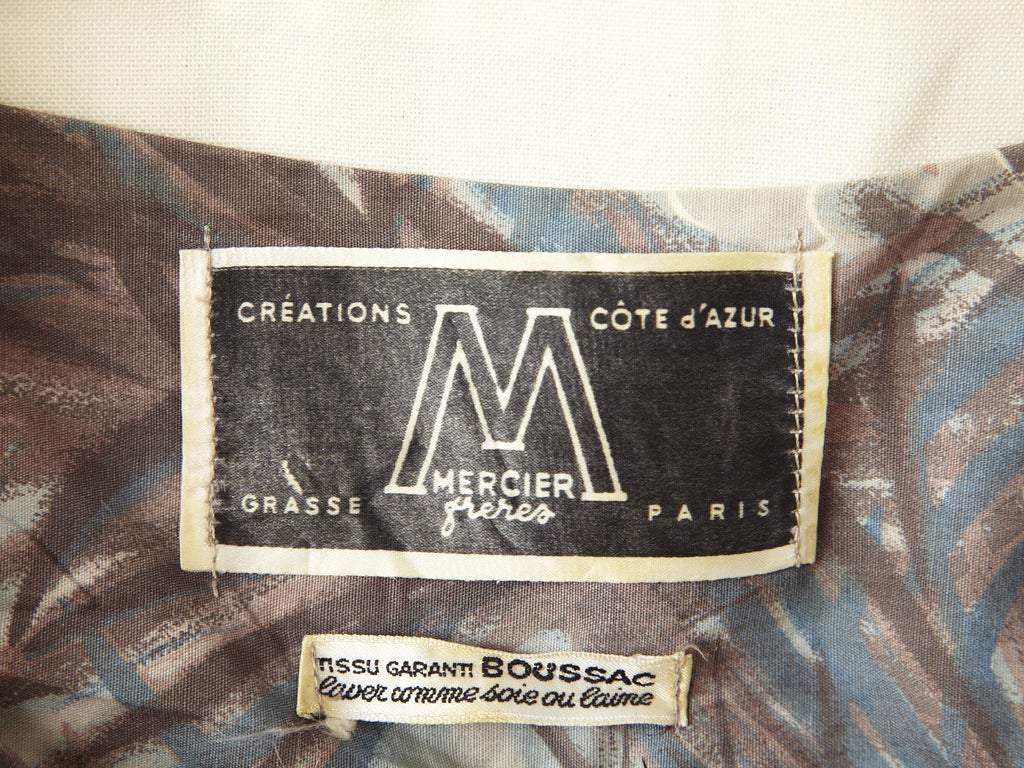 CRÉATIONS
CÔTE d'AZUR
M
MERCIER
frères
GRASSE
PARIS
TISSU GARANTI BOUSSAC
laver comme soie ou laine